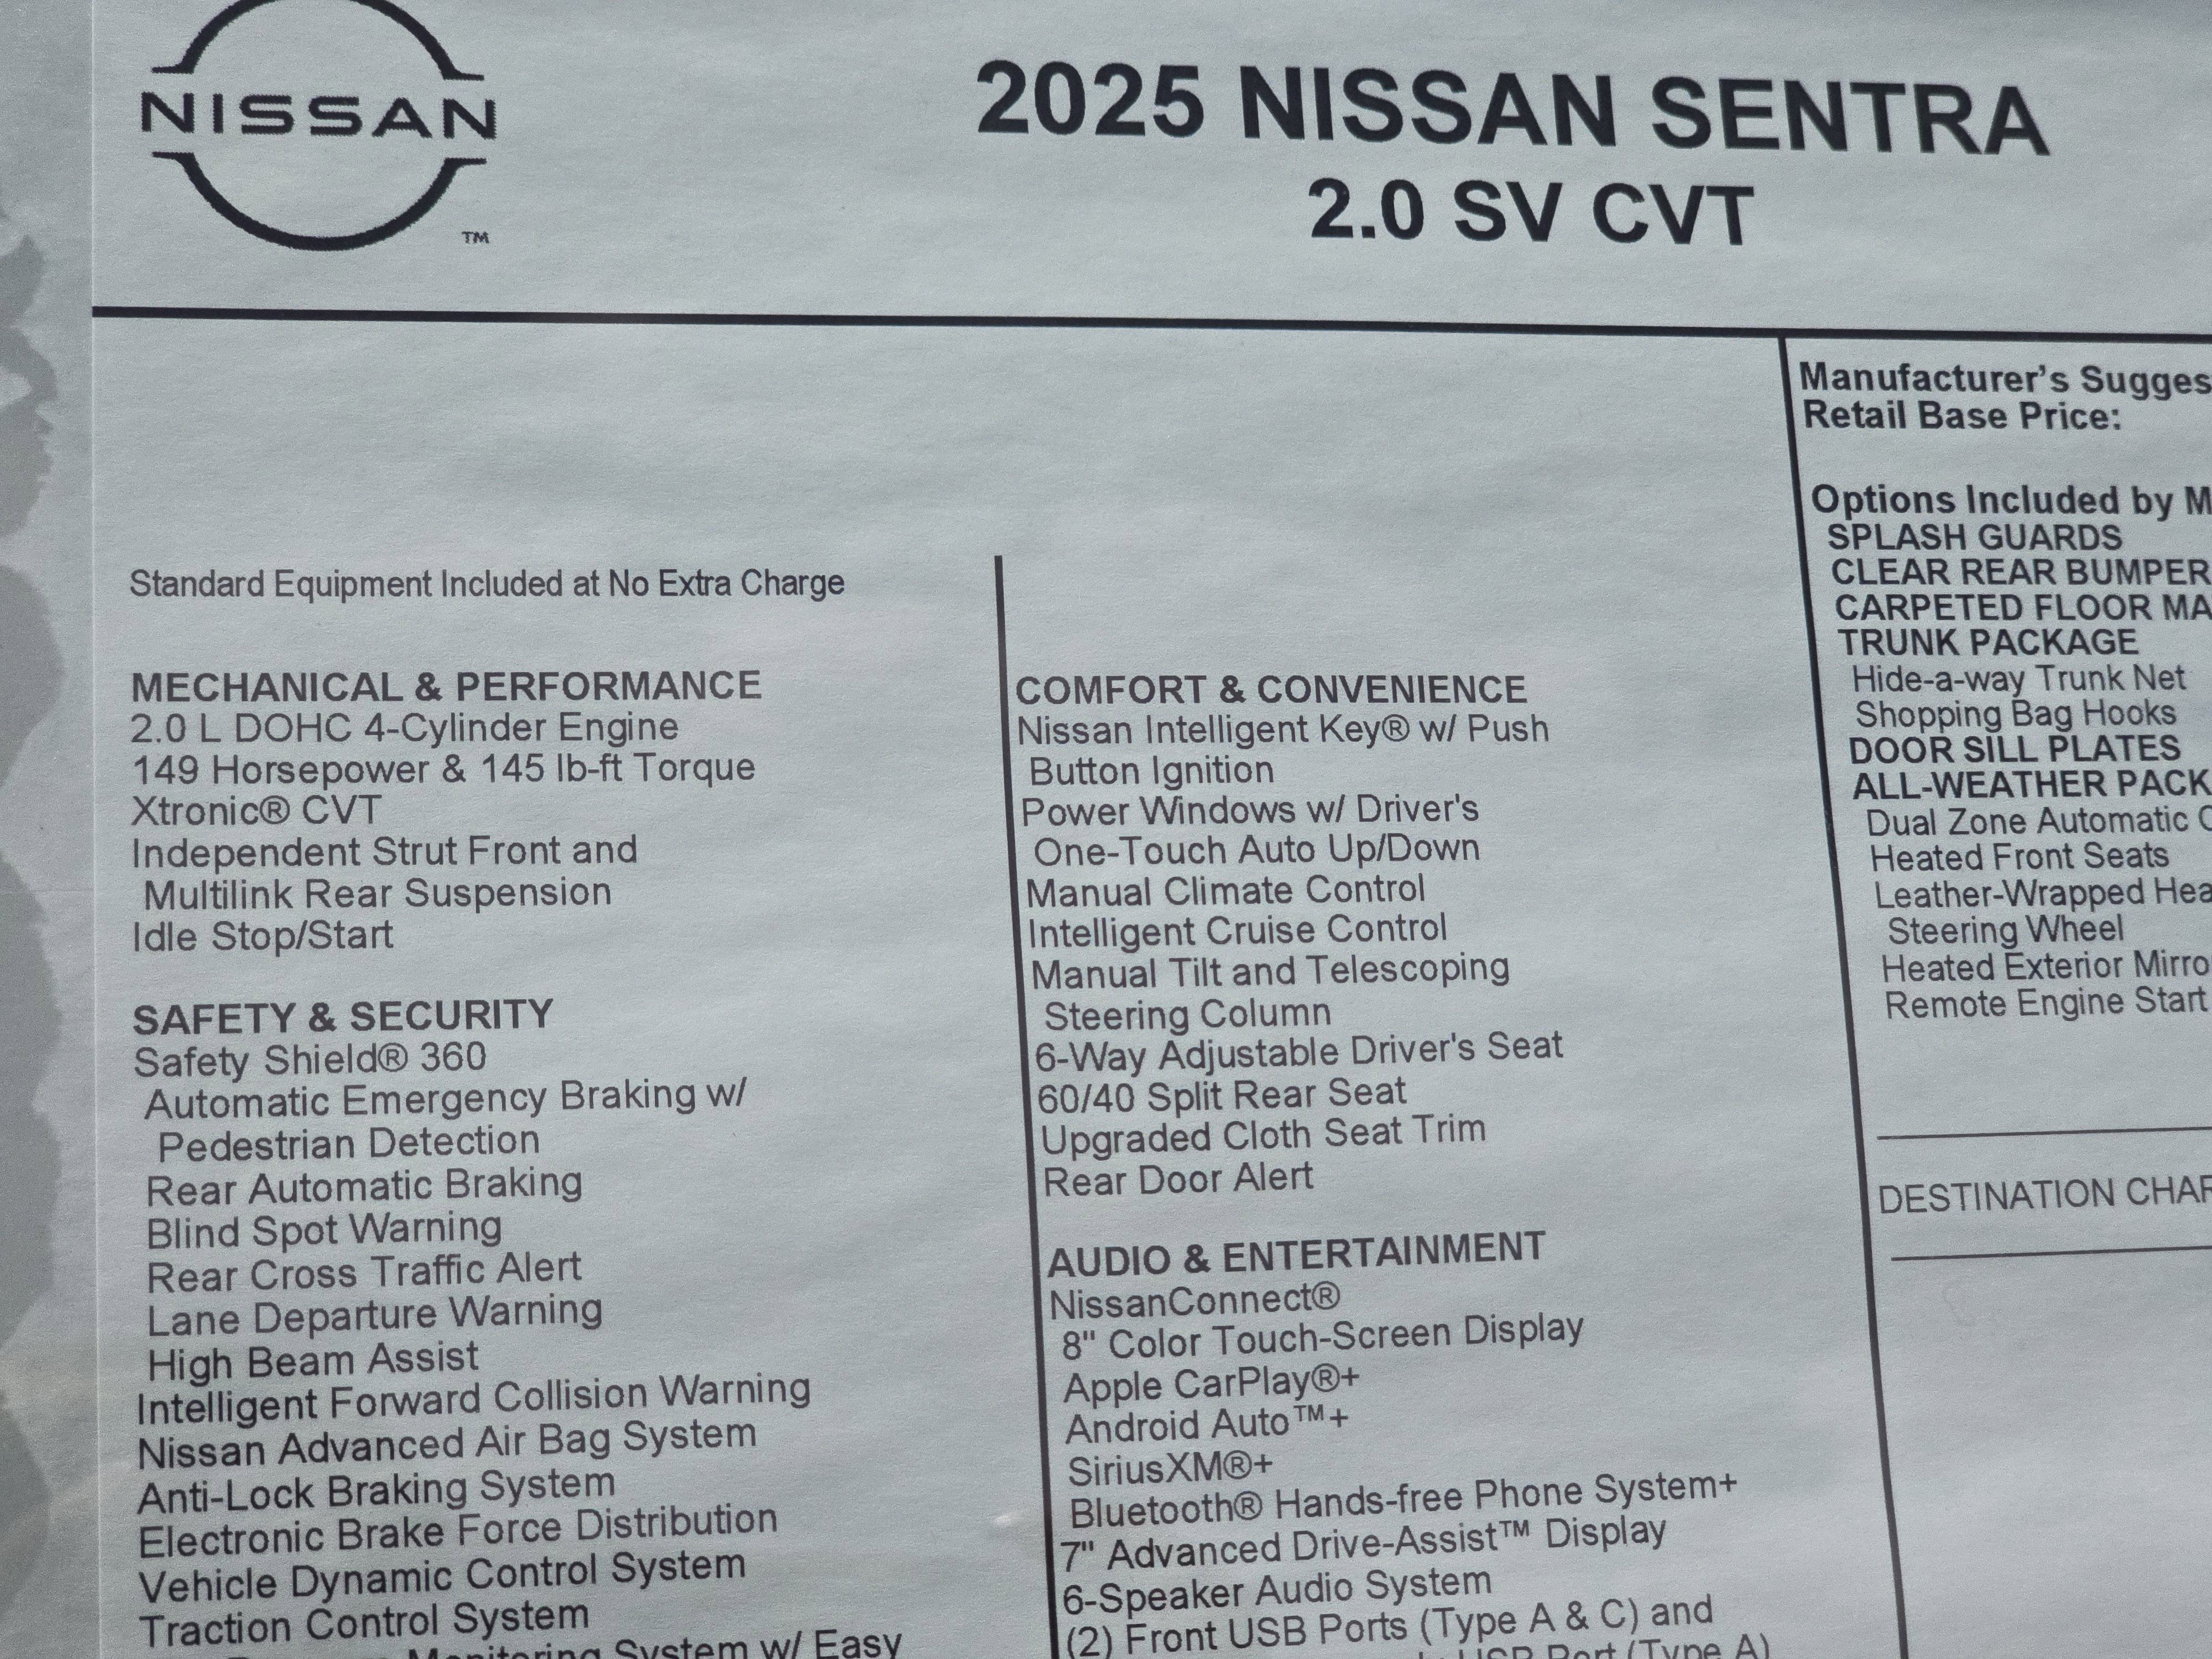 NISSAN
TM
2025 NISSAN SENTRA
2.0 SV CVT
Standard Equipment Included at No Extra Charge
MECHANICAL & PERFORMANCE
2.0 L DOHC 4-Cylinder Engine
149 Horsepower & 145 lb-ft Torque
Xtronic® CVT
Independent Strut Front and
Multilink Rear Suspension
Idle Stop/Start
SAFETY & SECURITY
Safety Shield® 360
Automatic Emergency Braking w/
Pedestrian Detection
Rear Automatic Braking
Blind Spot Warning
Rear Cross Traffic Alert
Lane Departure Warning
High Beam Assist
Intelligent Forward Collision Warning
Nissan Advanced Air Bag System
Anti-Lock Braking System
Electronic Brake Force Distribution
Vehicle Dynamic Control System
Traction Control System
Monitoring System w/ Easy
COMFORT & CONVENIENCE
Nissan Intelligent Key® w/ Push
Button Ignition
Power Windows w/ Driver's
One-Touch Auto Up/Down
Manual Climate Control
Intelligent Cruise Control
Manual Tilt and Telescoping
Steering Column
6-Way Adjustable Driver's Seat
60/40 Split Rear Seat
Upgraded Cloth Seat Trim
Rear Door Alert
AUDIO & ENTERTAINMENT
NissanConnect®
8" Color Touch-Screen Display
Apple CarPlay®+
Android Auto™+
SiriusXM®+
Bluetooth® Hands-free Phone System+
7" Advanced Drive-Assist™ Display
6-Speaker Audio System
(2) Front USB Ports (Type A & C) and
USB Port (Type A)
Manufacturer's Sugges
Retail Base Price:
Options Included by M
SPLASH GUARDS
CLEAR REAR BUMPER
CARPETED FLOOR MA
TRUNK PACKAGE
Hide-a-way Trunk Net
Shopping Bag Hooks
DOOR SILL PLATES
ALL-WEATHER PACK
Dual Zone Automatic C
Heated Front Seats
Leather-Wrapped Hea
Steering Wheel
Heated Exterior Mirro
Remote Engine Start
DESTINATION CHAR